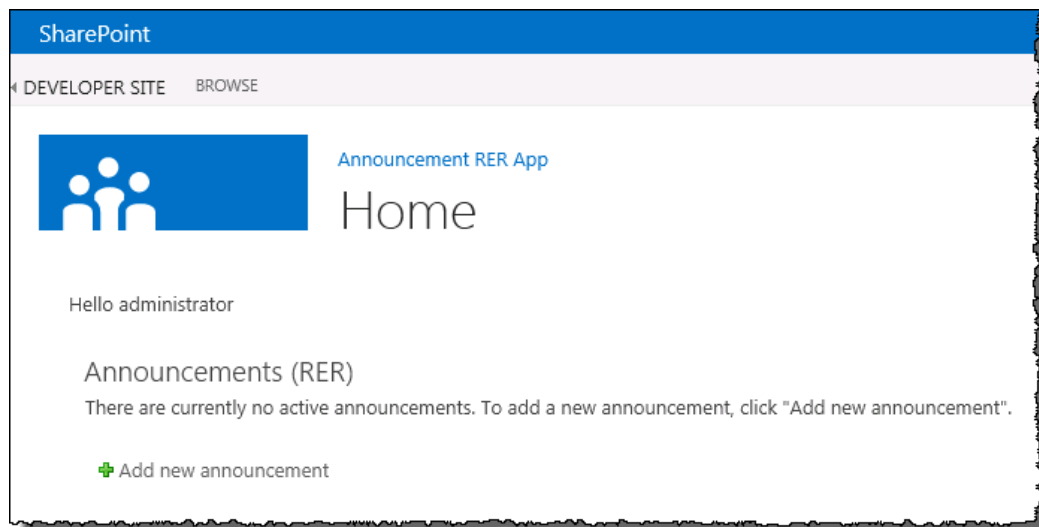 SharePoint
DEVELOPER SITE BROWSE
Announcement RER App
Home
Hello administrator
Announcements (RER)
There are currently no active announcements. To add a new announcement, click "Add new announcement".
Add new announcement